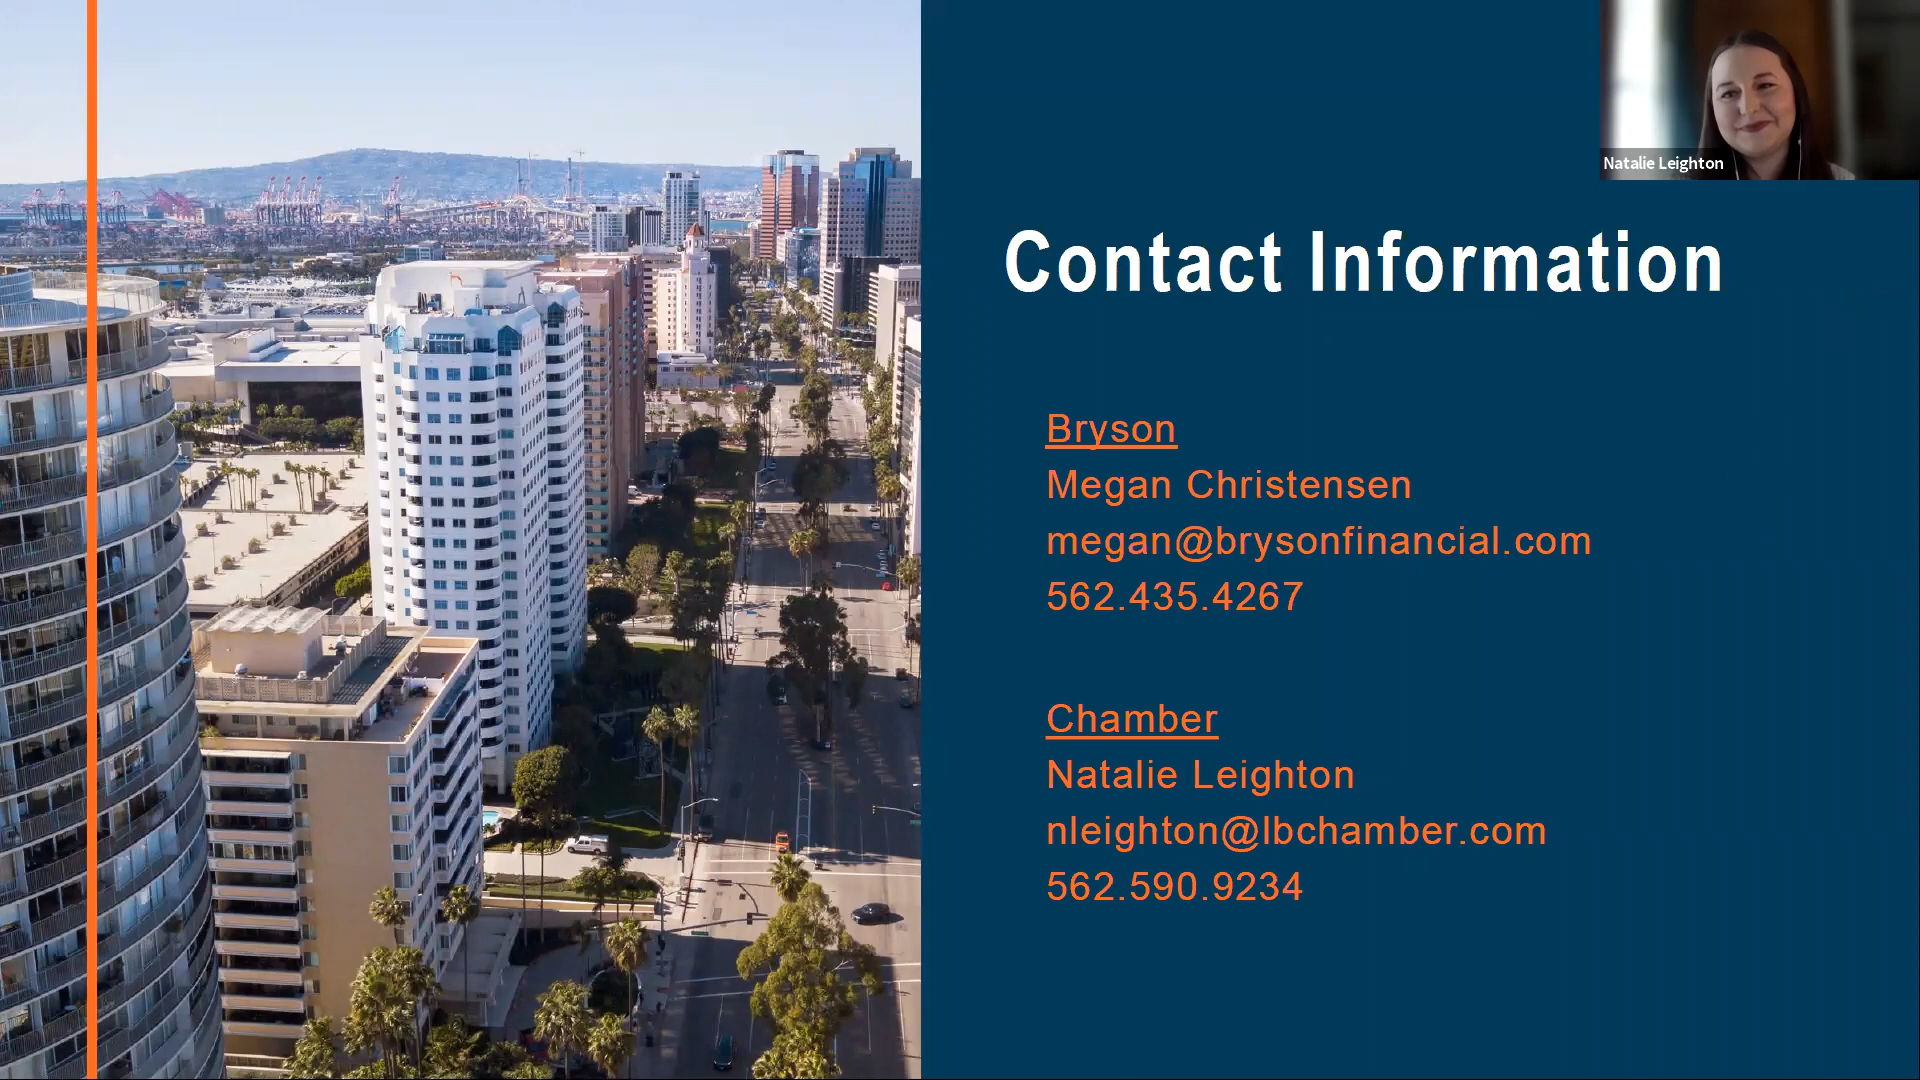 Natalie Leighton
Contact Information
Bryson
Megan Christensen
megan@brysonfinancial.com
562.435.4267
Chamber
Natalie Leighton
nleighton@lbchamber.com
562.590.9234